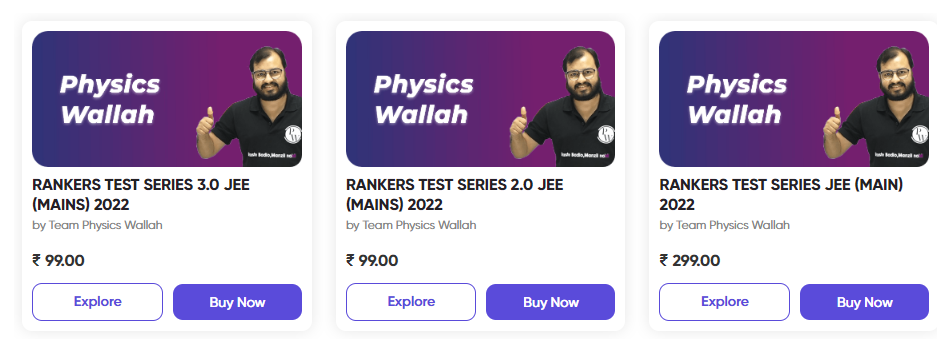 Physics
Wallah
RANKERS TEST SERIES 3.0 JEE
(MAINS) 2022
by Team Physics Wallah
₹ 99.00
Explore
Buy Now
Physics
Wallah
RANKERS TEST SERIES 2.0 JEE
(MAINS) 2022
by Team Physics Wallah
₹ 99.00
Explore
Buy Now
Physics
Wallah
RANKERS TEST SERIES JEE (MAIN)
2022
by Team Physics Wallah
₹ 299.00
Explore
Buy Now